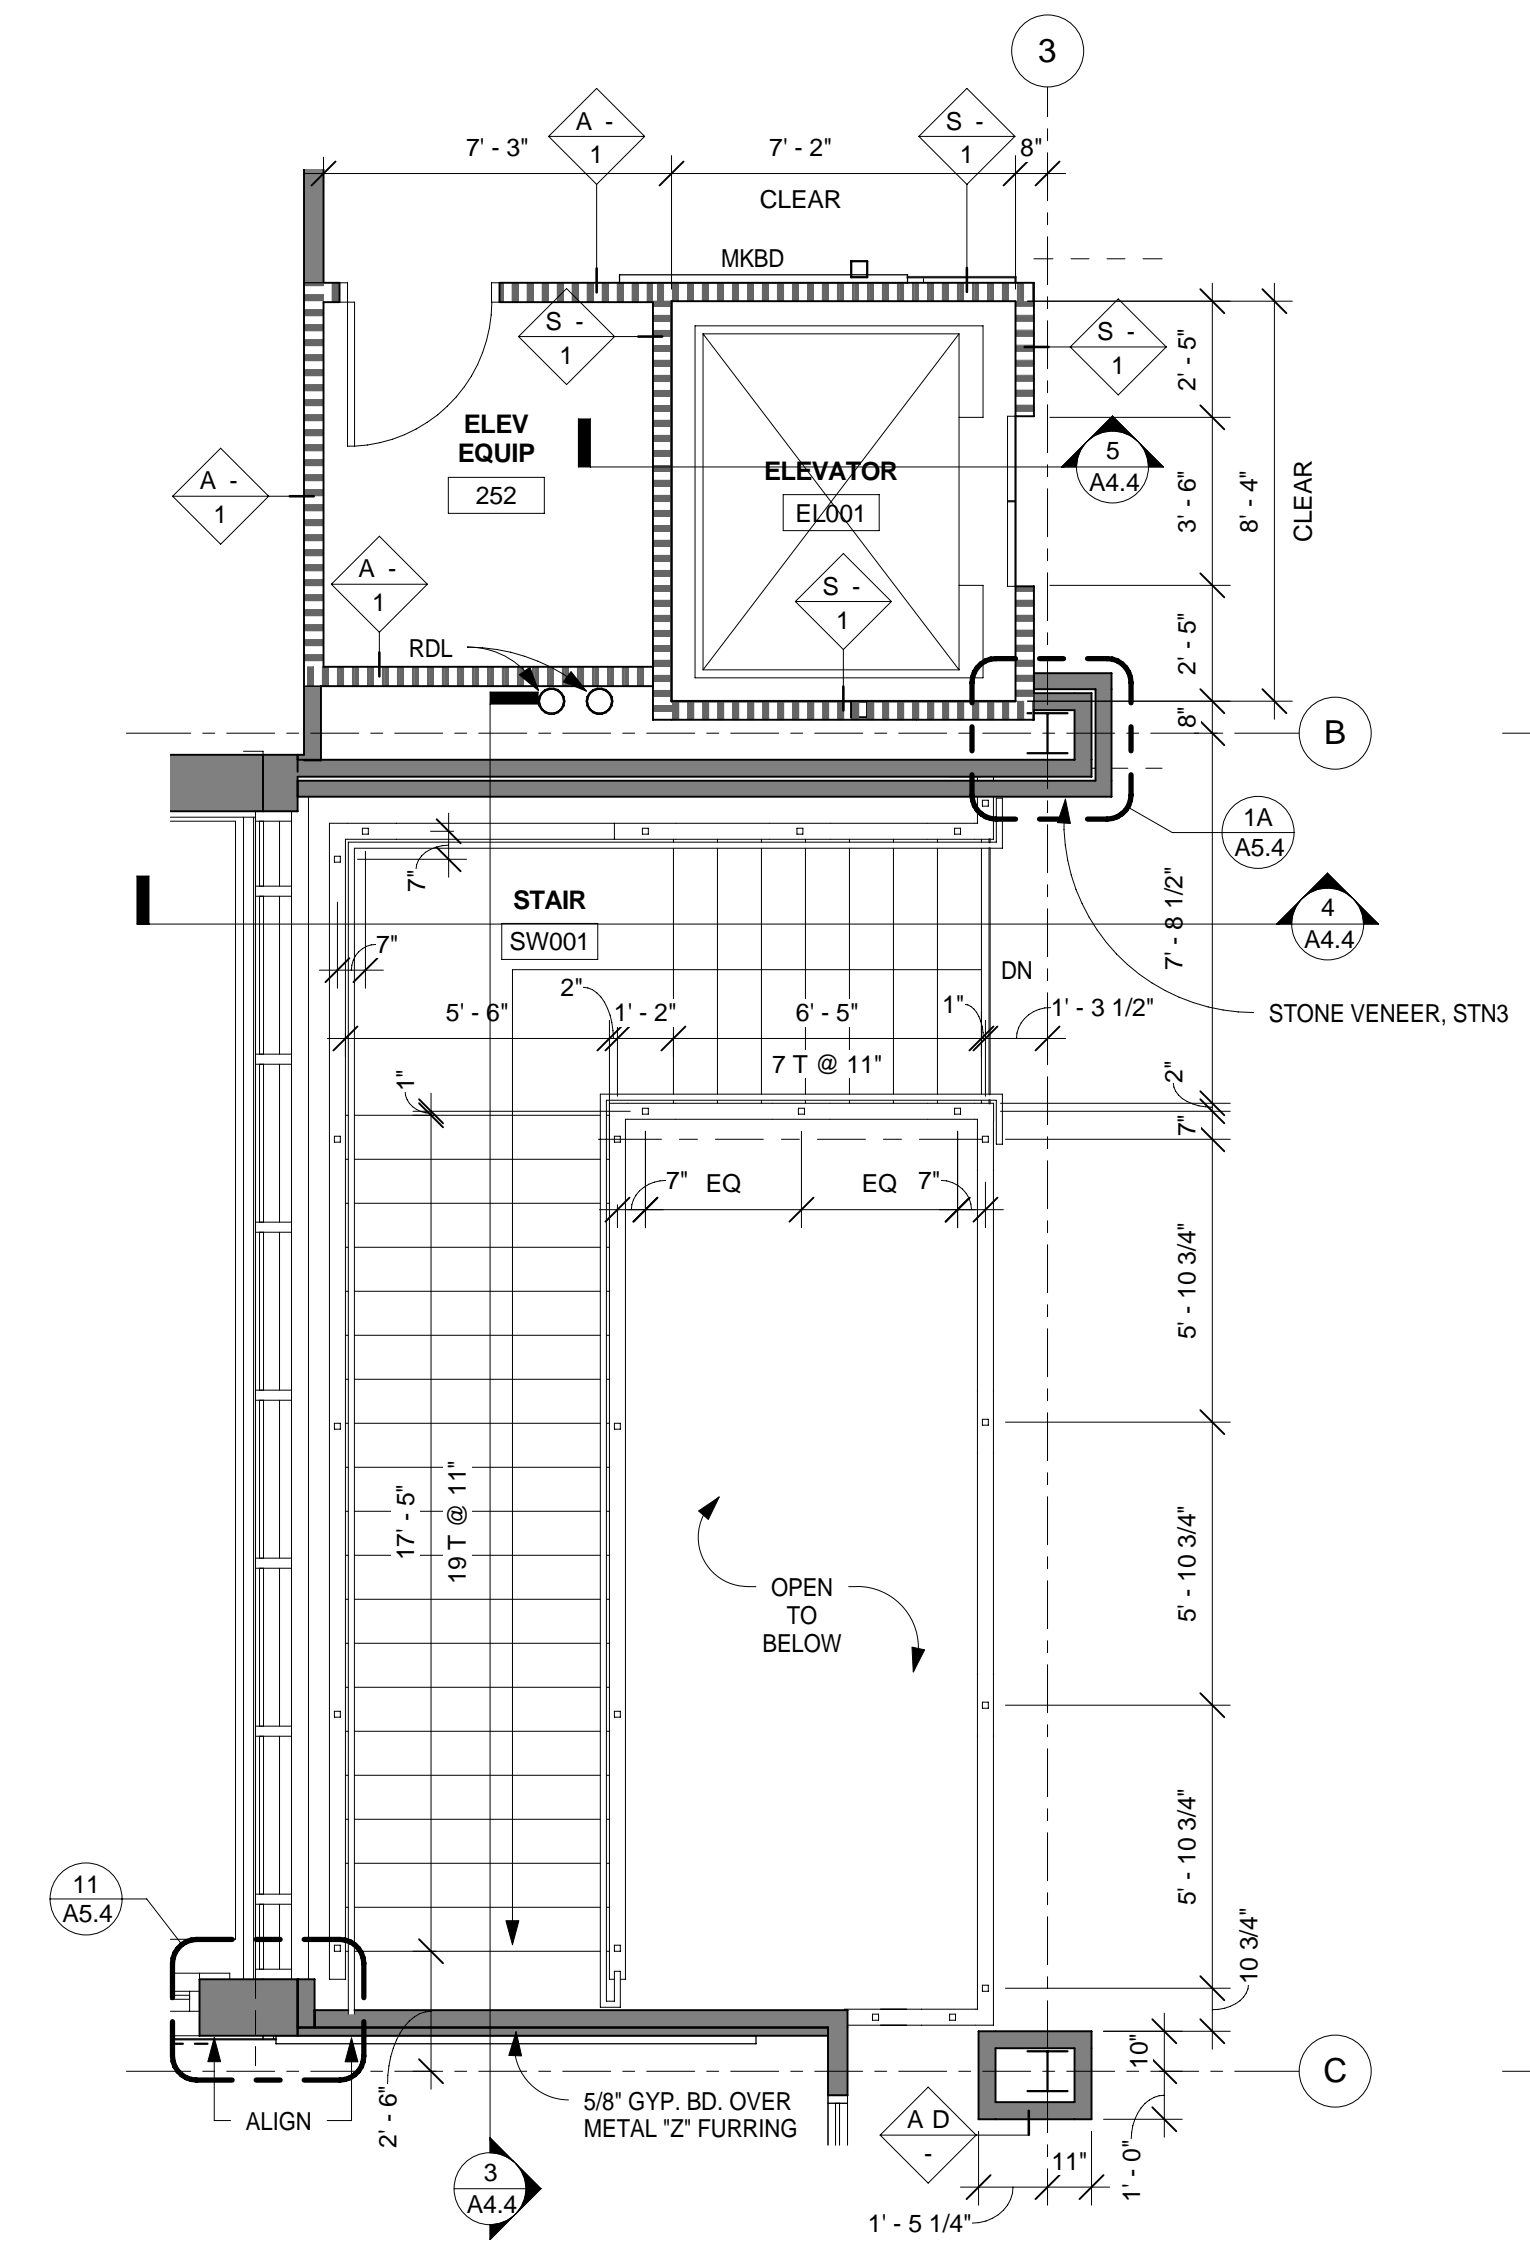 3
A -
1
S -
1
7' - 3"
7' - 2"
8"
CLEAR
MKBD
S -
1
S -
1
2' - 5"
ELEV
EQUIP
252
ELEVATOR
EL001
5
A4.4
3' - 6"
8' - 4"
CLEAR
A -
1
A -
1
S -
1
RDL
2' - 5"
8"
B
1A
A5.4
7"
STAIR
SW001
7"
4
A4.4
7' - 8 1/2"
DN
STONE VENEER, STN3
5' - 6"
2"
1' - 2"
6' - 5"
1"
1' - 3 1/2"
7 T @ 11"
1"
2"
7"
7"
EQ
EQ
7"
5' - 10 3/4"
17' - 5"
19 T @ 11"
5' - 10 3/4"
OPEN
TO
BELOW
5' - 10 3/4"
11
A5.4
10 3/4"
C
10"
ALIGN
2' - 6"
5/8" GYP. BD. OVER
METAL "Z" FURRING
A D
-
11"
1' - 0"
3
A4.4
1' - 5 1/4"